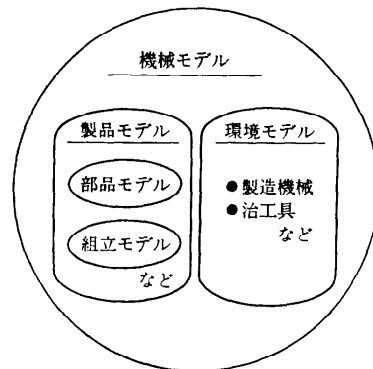 機械モデル
製品モデル
部品モデル
組立モデル
など
環境モデル
●製造機械
●治工具
など